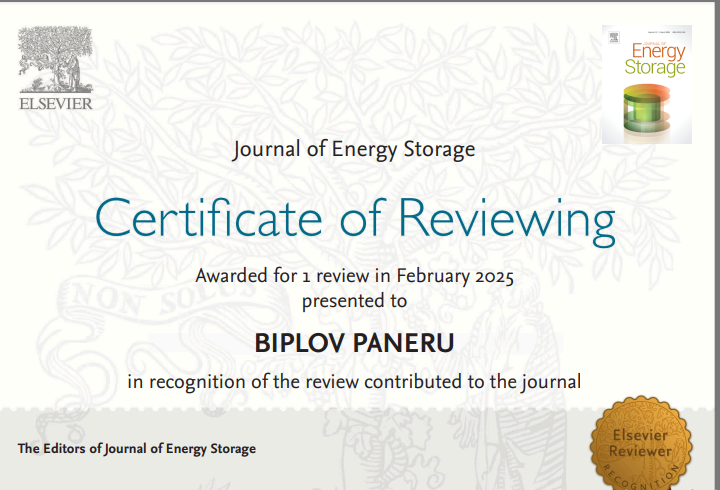 ELSEVIER
JOURNAL OF
Energy
Storage
Journal of Energy Storage
Certificate of Reviewing
Awarded for 1 review in February 2025
presented to
NON SOLUS
BIPLOV PANERU
in recognition of the review contributed to the journal
The Editors of Journal of Energy Storage
Elsevier
Reviewer
RECOGNITION